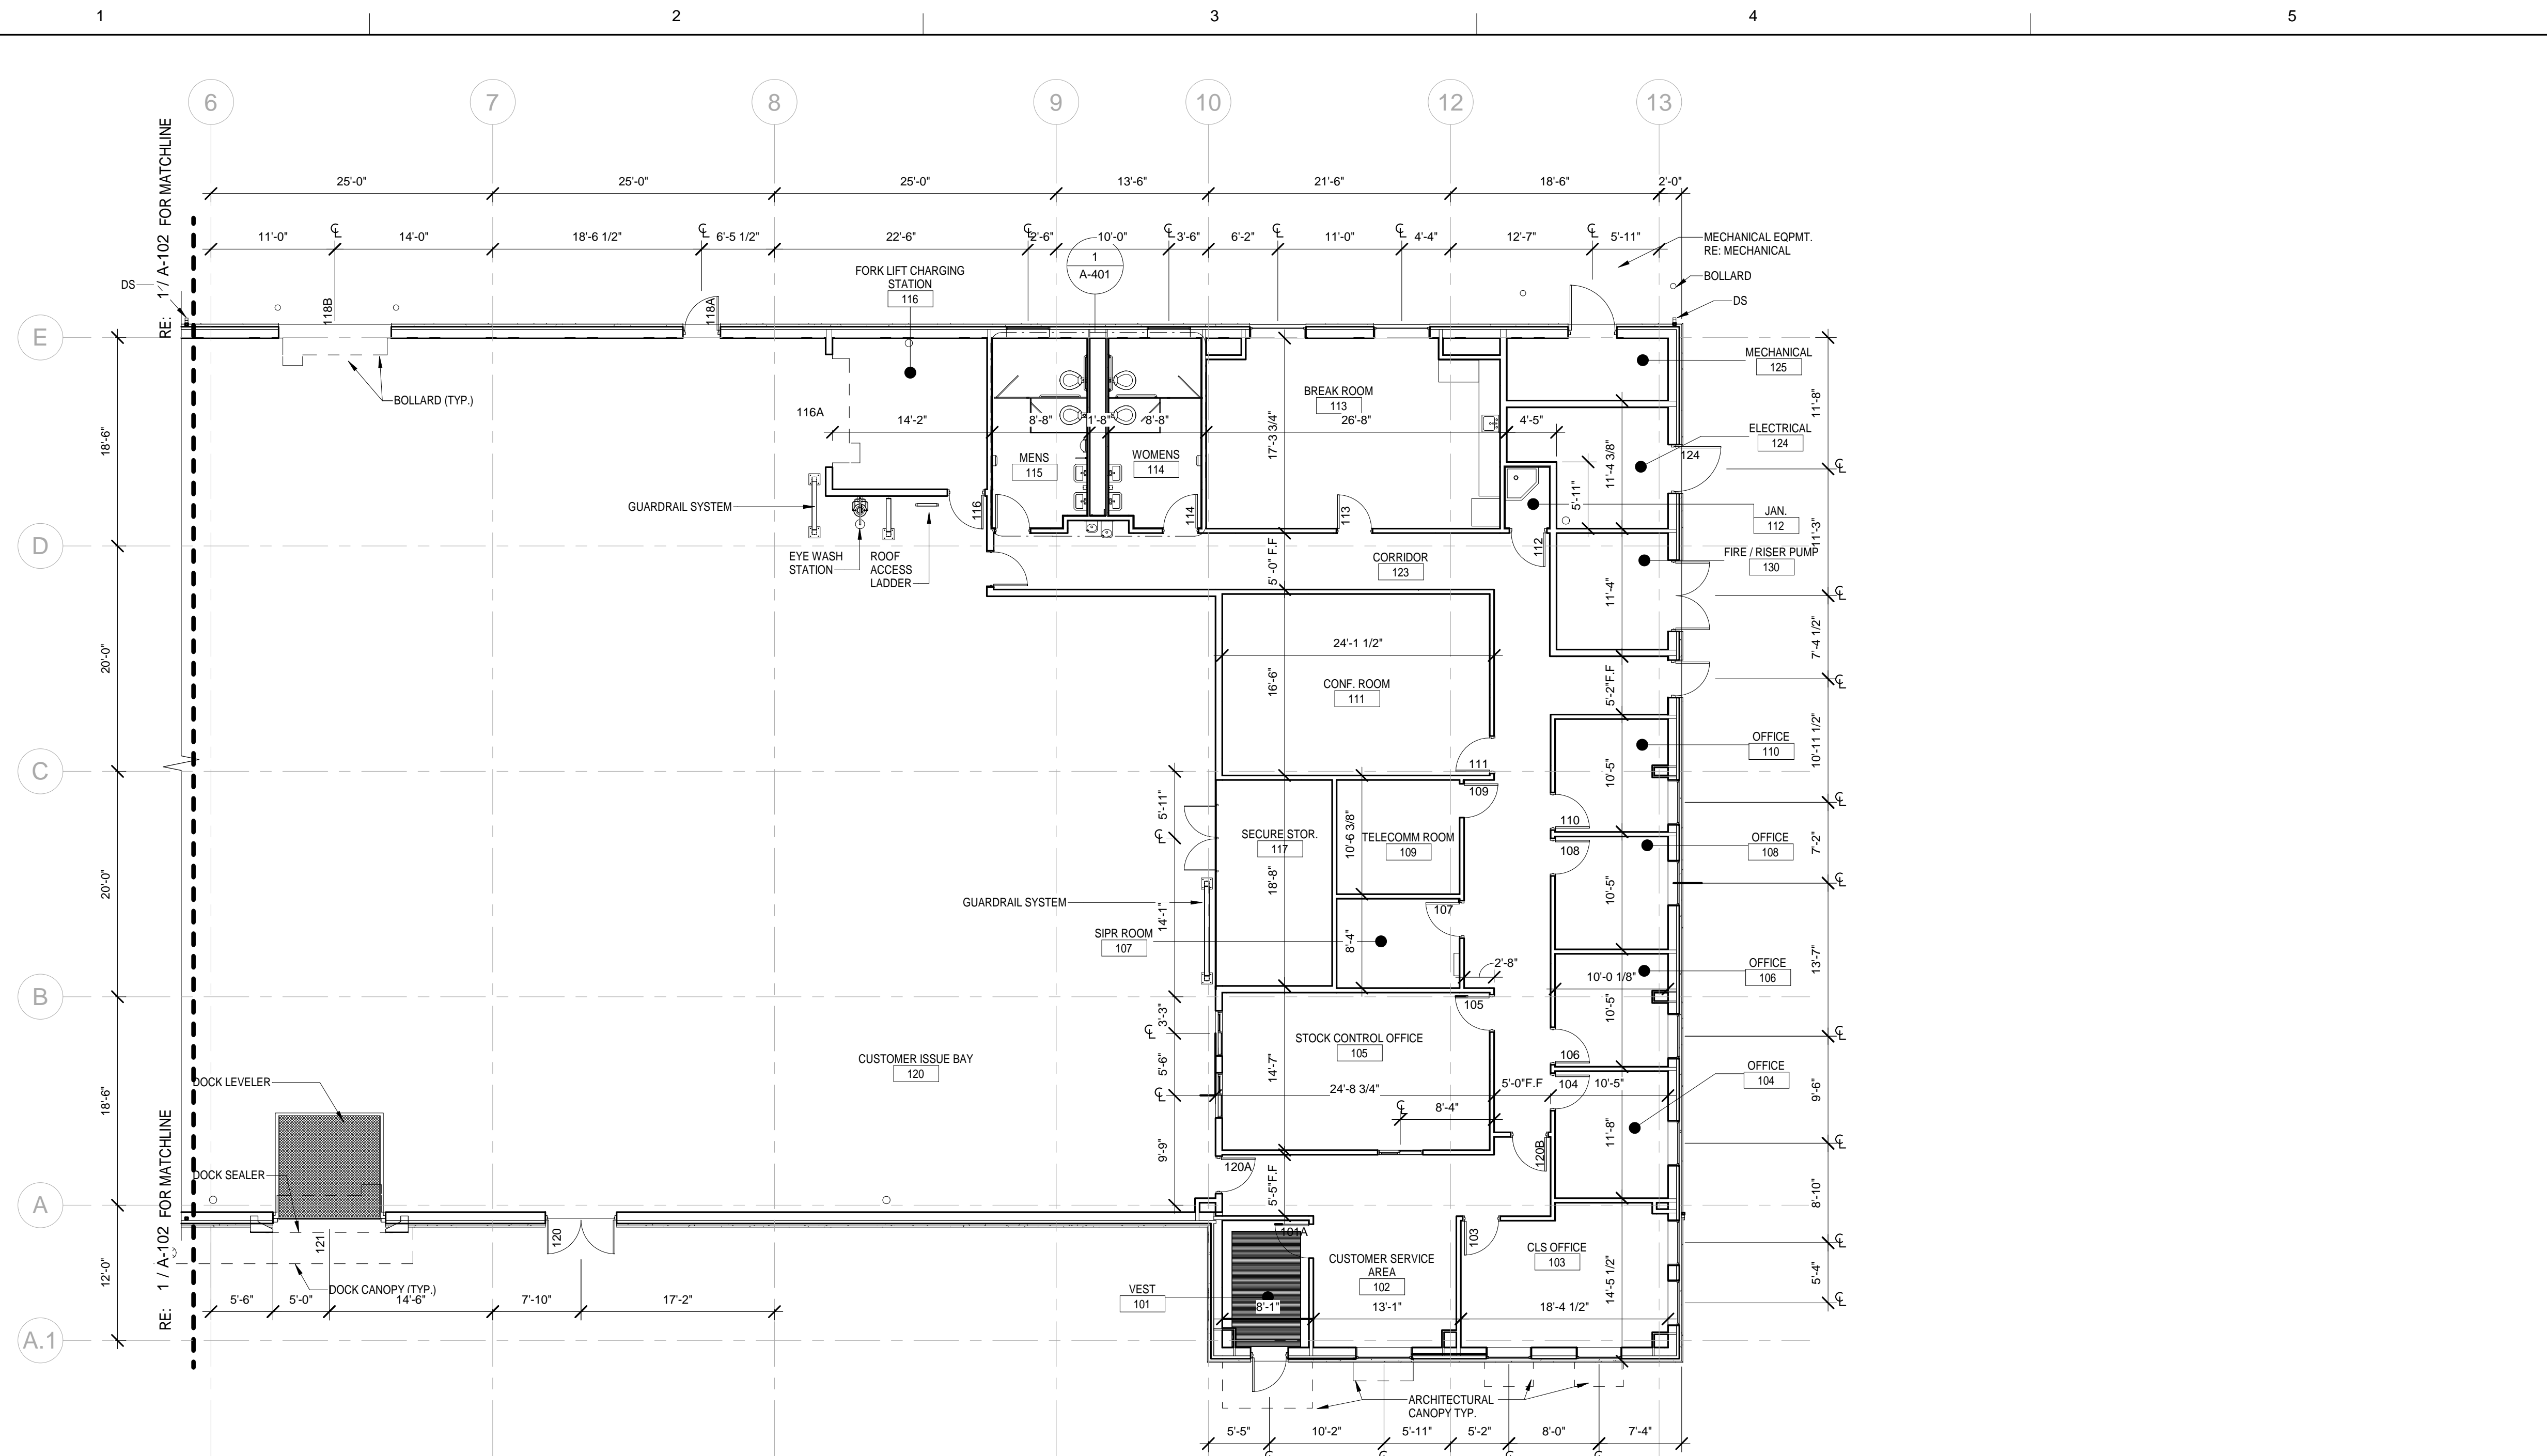 1 2 3 4 5
6 7 8 9 10 12 13
RE: 1 / A-102 FOR MATCHLINE
25'-0" 25'-0" 25'-0" 13'-6" 21'-6" 18'-6" 2'-0"
11'-0" 14'-0" 18'-6 1/2" 6'-5 1/2" 22'-6" 2'-6" 10'-0" 3'-6" 6'-2" 11'-0" 4'-4" 12'-7" 5'-11"
MECHANICAL EQPMT.
RE: MECHANICAL
1
A-401
BOLLARD
DS
DS
FORK LIFT CHARGING
STATION
116
118B
118A
E
MECHANICAL
125
BOLLARD (TYP.)
116A
BREAK ROOM
113
14'-2" 8'-8" 1'-8" 8'-8" 26'-8" 4'-5"
17'-3 3/4"
11'-8"
18'-6"
ELECTRICAL
124
124
11'-4 3/8"
MENS
115
WOMENS
114
5'-11"
GUARDRAIL SYSTEM
116
114
113
JAN.
112
11'-3"
D
EYE WASH
STATION
ROOF
ACCESS
LADDER
5'-0" F.F
CORRIDOR
123
112
FIRE / RISER PUMP
130
11'-4"
20'-0"
24'-1 1/2"
16'-6"
CONF. ROOM
111
7'-4 1/2"
5'-2"F.F
OFFICE
110
10'-11 1/2"
C
111
109
10'-5"
5'-11"
110
SECURE STOR.
117
10'-6 3/8"
TELECOMM ROOM
109
108
OFFICE
108
7'-2"
18'-8"
20'-0"
10'-5"
GUARDRAIL SYSTEM
14'-1"
107
SIPR ROOM
107
8'-4"
2'-8"
10'-0 1/8"
OFFICE
106
13'-7"
B
105
10'-5"
3'-3"
STOCK CONTROL OFFICE
105
CUSTOMER ISSUE BAY
120
5'-6"
14'-7"
106
OFFICE
104
DOCK LEVELER
24'-8 3/4" 5'-0"F.F 104 10'-5"
9'-6"
18'-6"
8'-4"
11'-8"
RE: 1 / A-102 FOR MATCHLINE
9'-9"
120B
DOCK SEALER
120A
5'-5"F.F
8'-10"
A
121
120
101A
103
CUSTOMER SERVICE
AREA
102
CLS OFFICE
103
12'-0"
14'-5 1/2"
5'-4"
DOCK CANOPY (TYP.)
VEST
101
5'-6" 5'-0" 14'-6" 7'-10" 17'-2"
8'-1" 13'-1" 18'-4 1/2"
A.1
ARCHITECTURAL
CANOPY TYP.
5'-5" 10'-2" 5'-11" 5'-2" 8'-0" 7'-4"